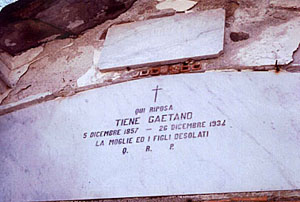 QUI RIPOSA
TIENE GAETANO
5 DICEMBRE 1857 — 26 DICEMBRE 1934
LA MOGLIE ED I FIGLI DESOLATI
Q. R. P.